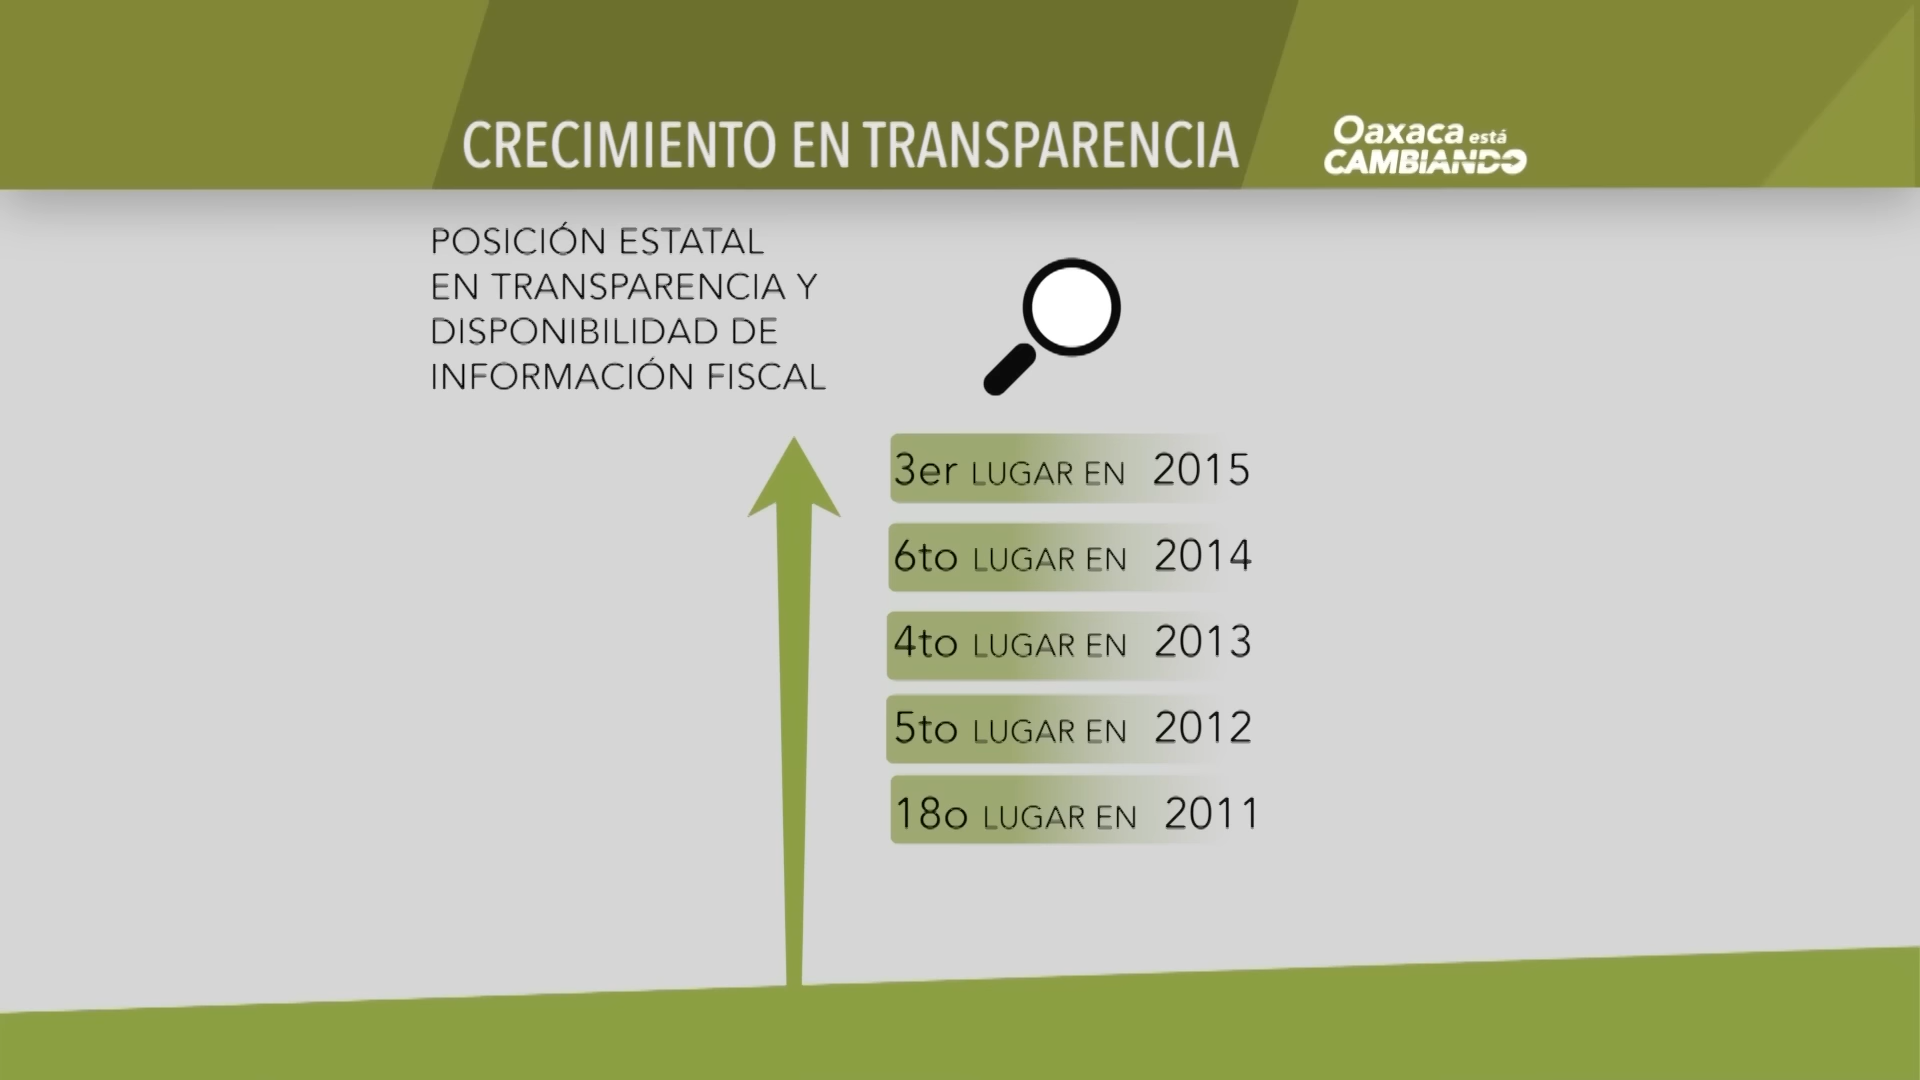 CRECIMIENTO EN TRANSPARENCIA
Oaxaca está
CAMBIANDO
POSICIÓN ESTATAL
EN TRANSPARENCIA Y
DISPONIBILIDAD DE
INFORMACIÓN FISCAL
3er LUGAR EN 2015
6to LUGAR EN 2014
4to LUGAR EN 2013
5to LUGAR EN 2012
18o LUGAR EN 2011